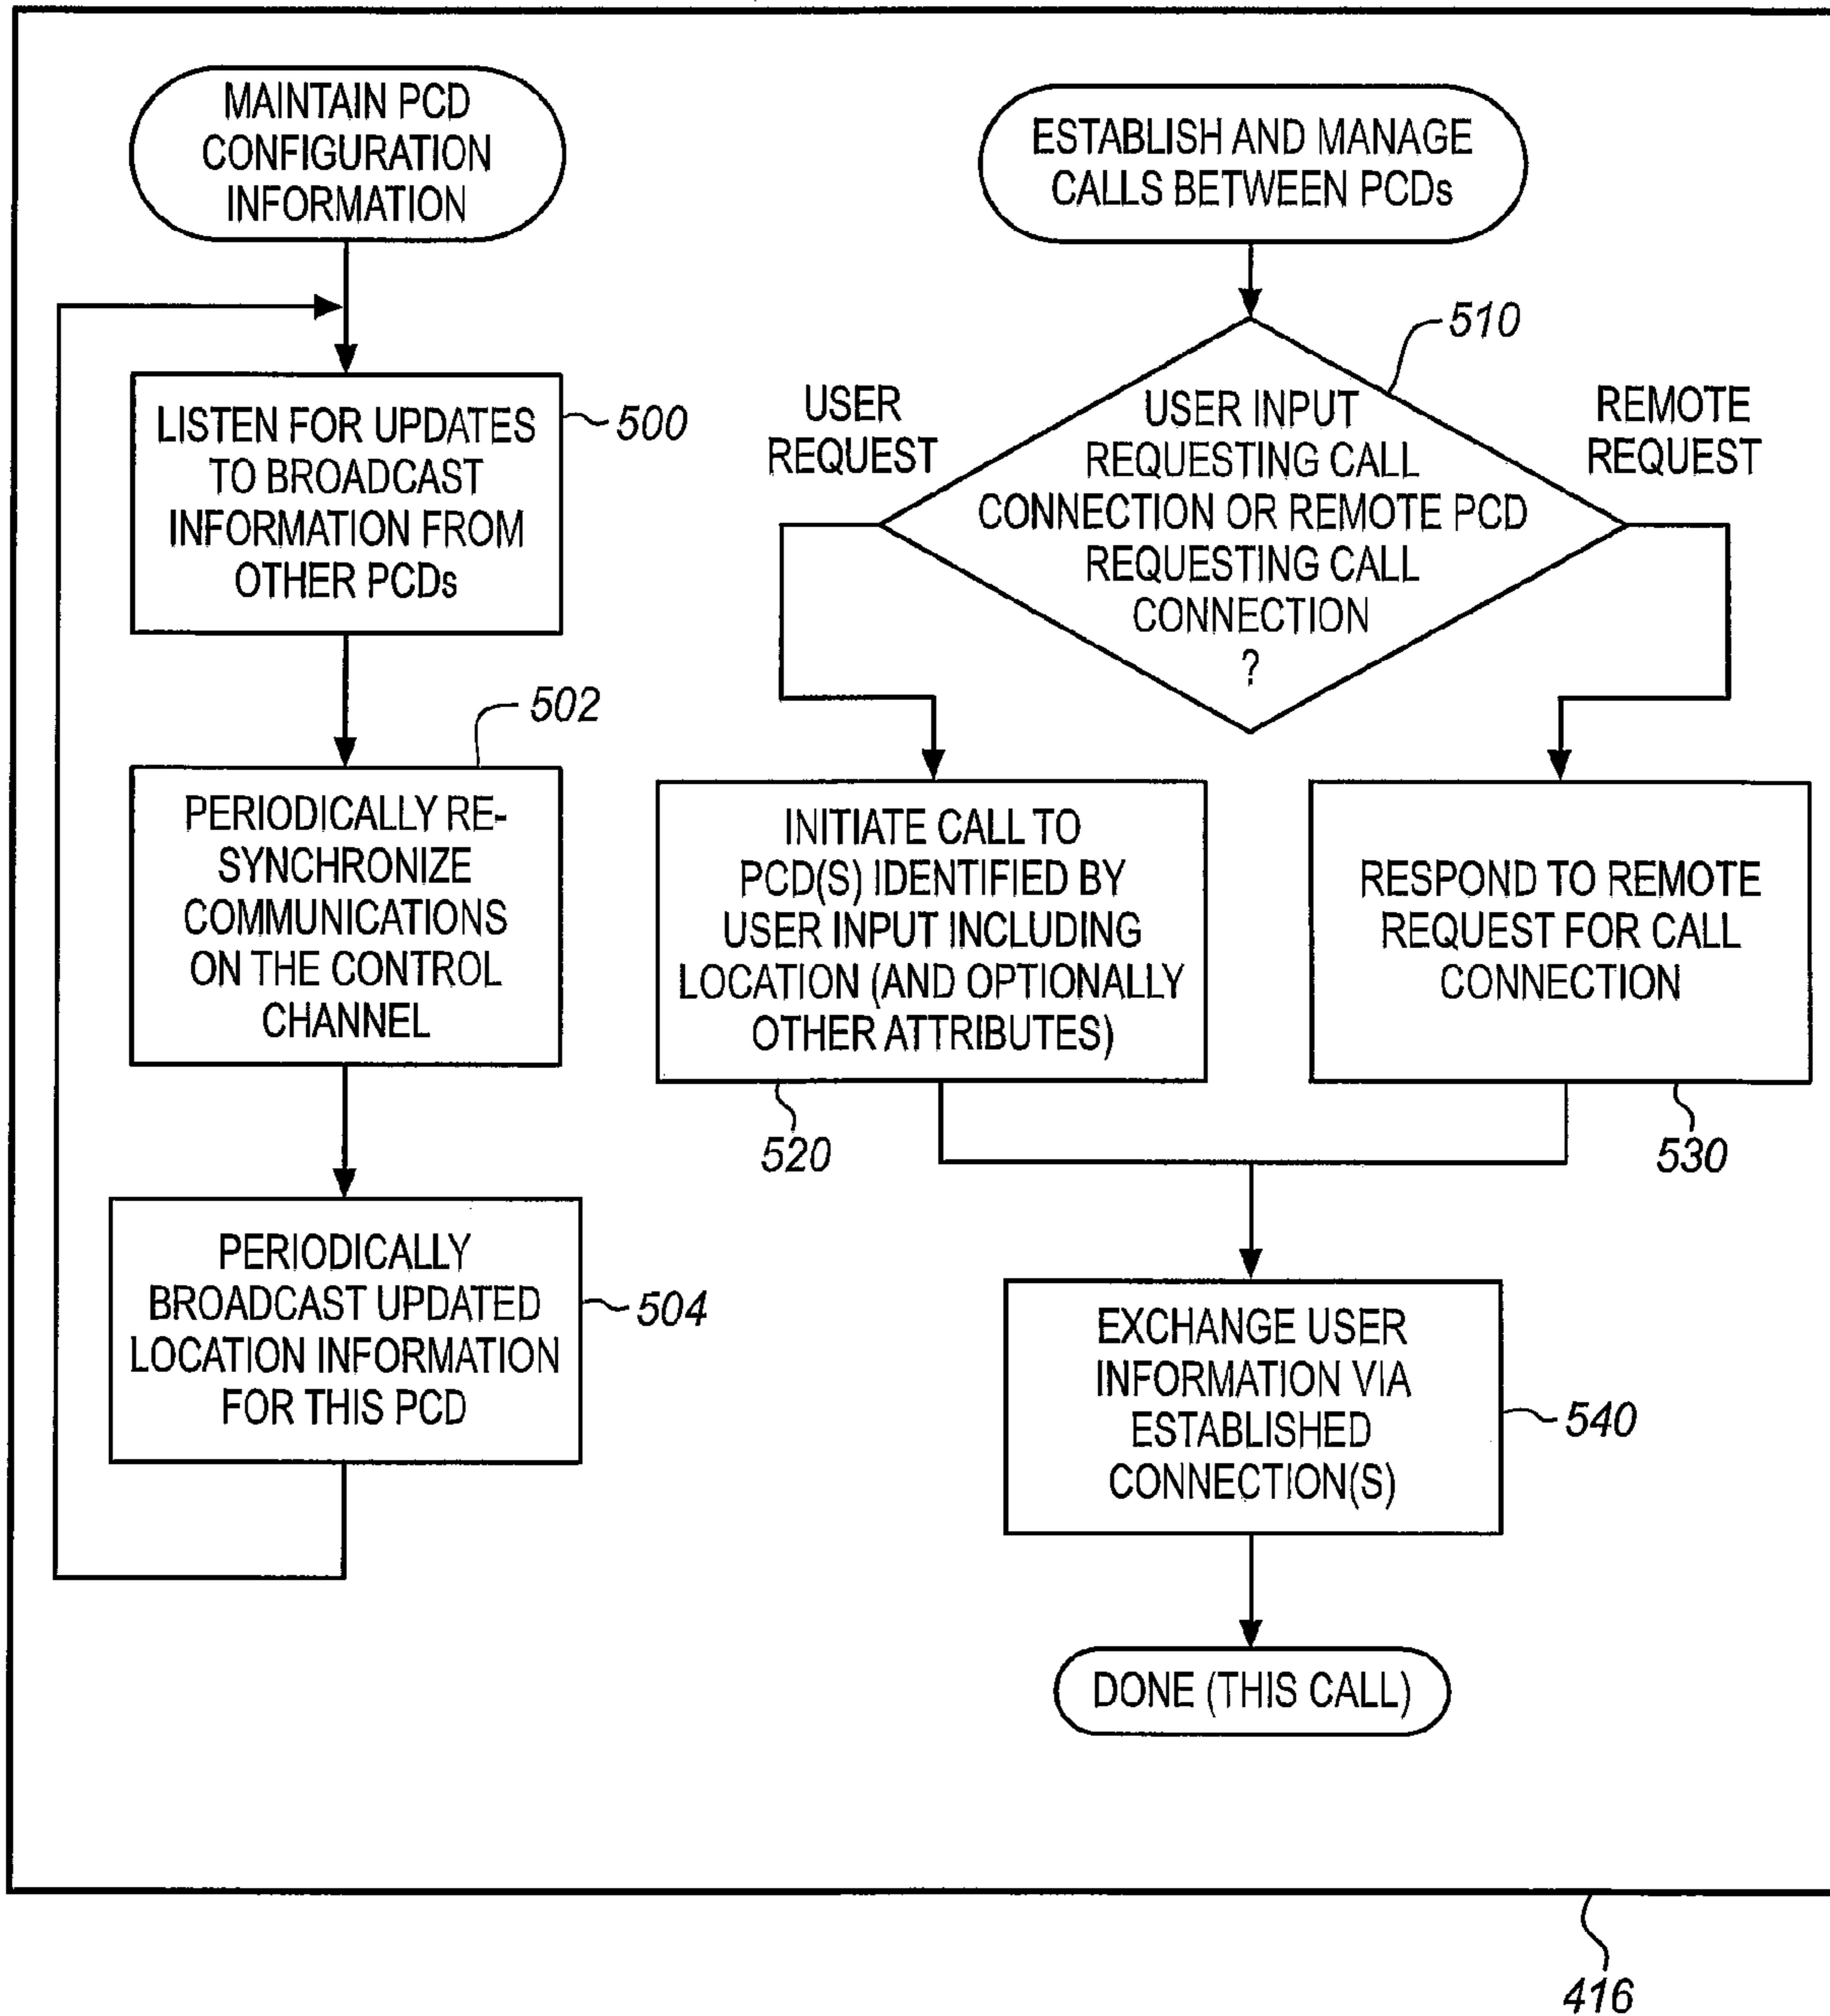 MAINTAIN PCD
CONFIGURATION
INFORMATION
LISTEN FOR UPDATES
TO BROADCAST
INFORMATION FROM
OTHER PCDs
500
502
PERIODICALLY RE-
SYNCHRONIZE
COMMUNICATIONS
ON THE CONTROL
CHANNEL
PERIODICALLY
BROADCAST UPDATED
LOCATION INFORMATION
FOR THIS PCD
504
ESTABLISH AND MANAGE
CALLS BETWEEN PCDs
510
USER
REQUEST
USER INPUT
REQUESTING CALL
CONNECTION OR REMOTE PCD
REQUESTING CALL
CONNECTION
?
REMOTE
REQUEST
INITIATE CALL TO
PCD(S) IDENTIFIED BY
USER INPUT INCLUDING
LOCATION (AND OPTIONALLY
OTHER ATTRIBUTES)
520
RESPOND TO REMOTE
REQUEST FOR CALL
CONNECTION
530
EXCHANGE USER
INFORMATION VIA
ESTABLISHED
CONNECTION(S)
540
DONE (THIS CALL)
416